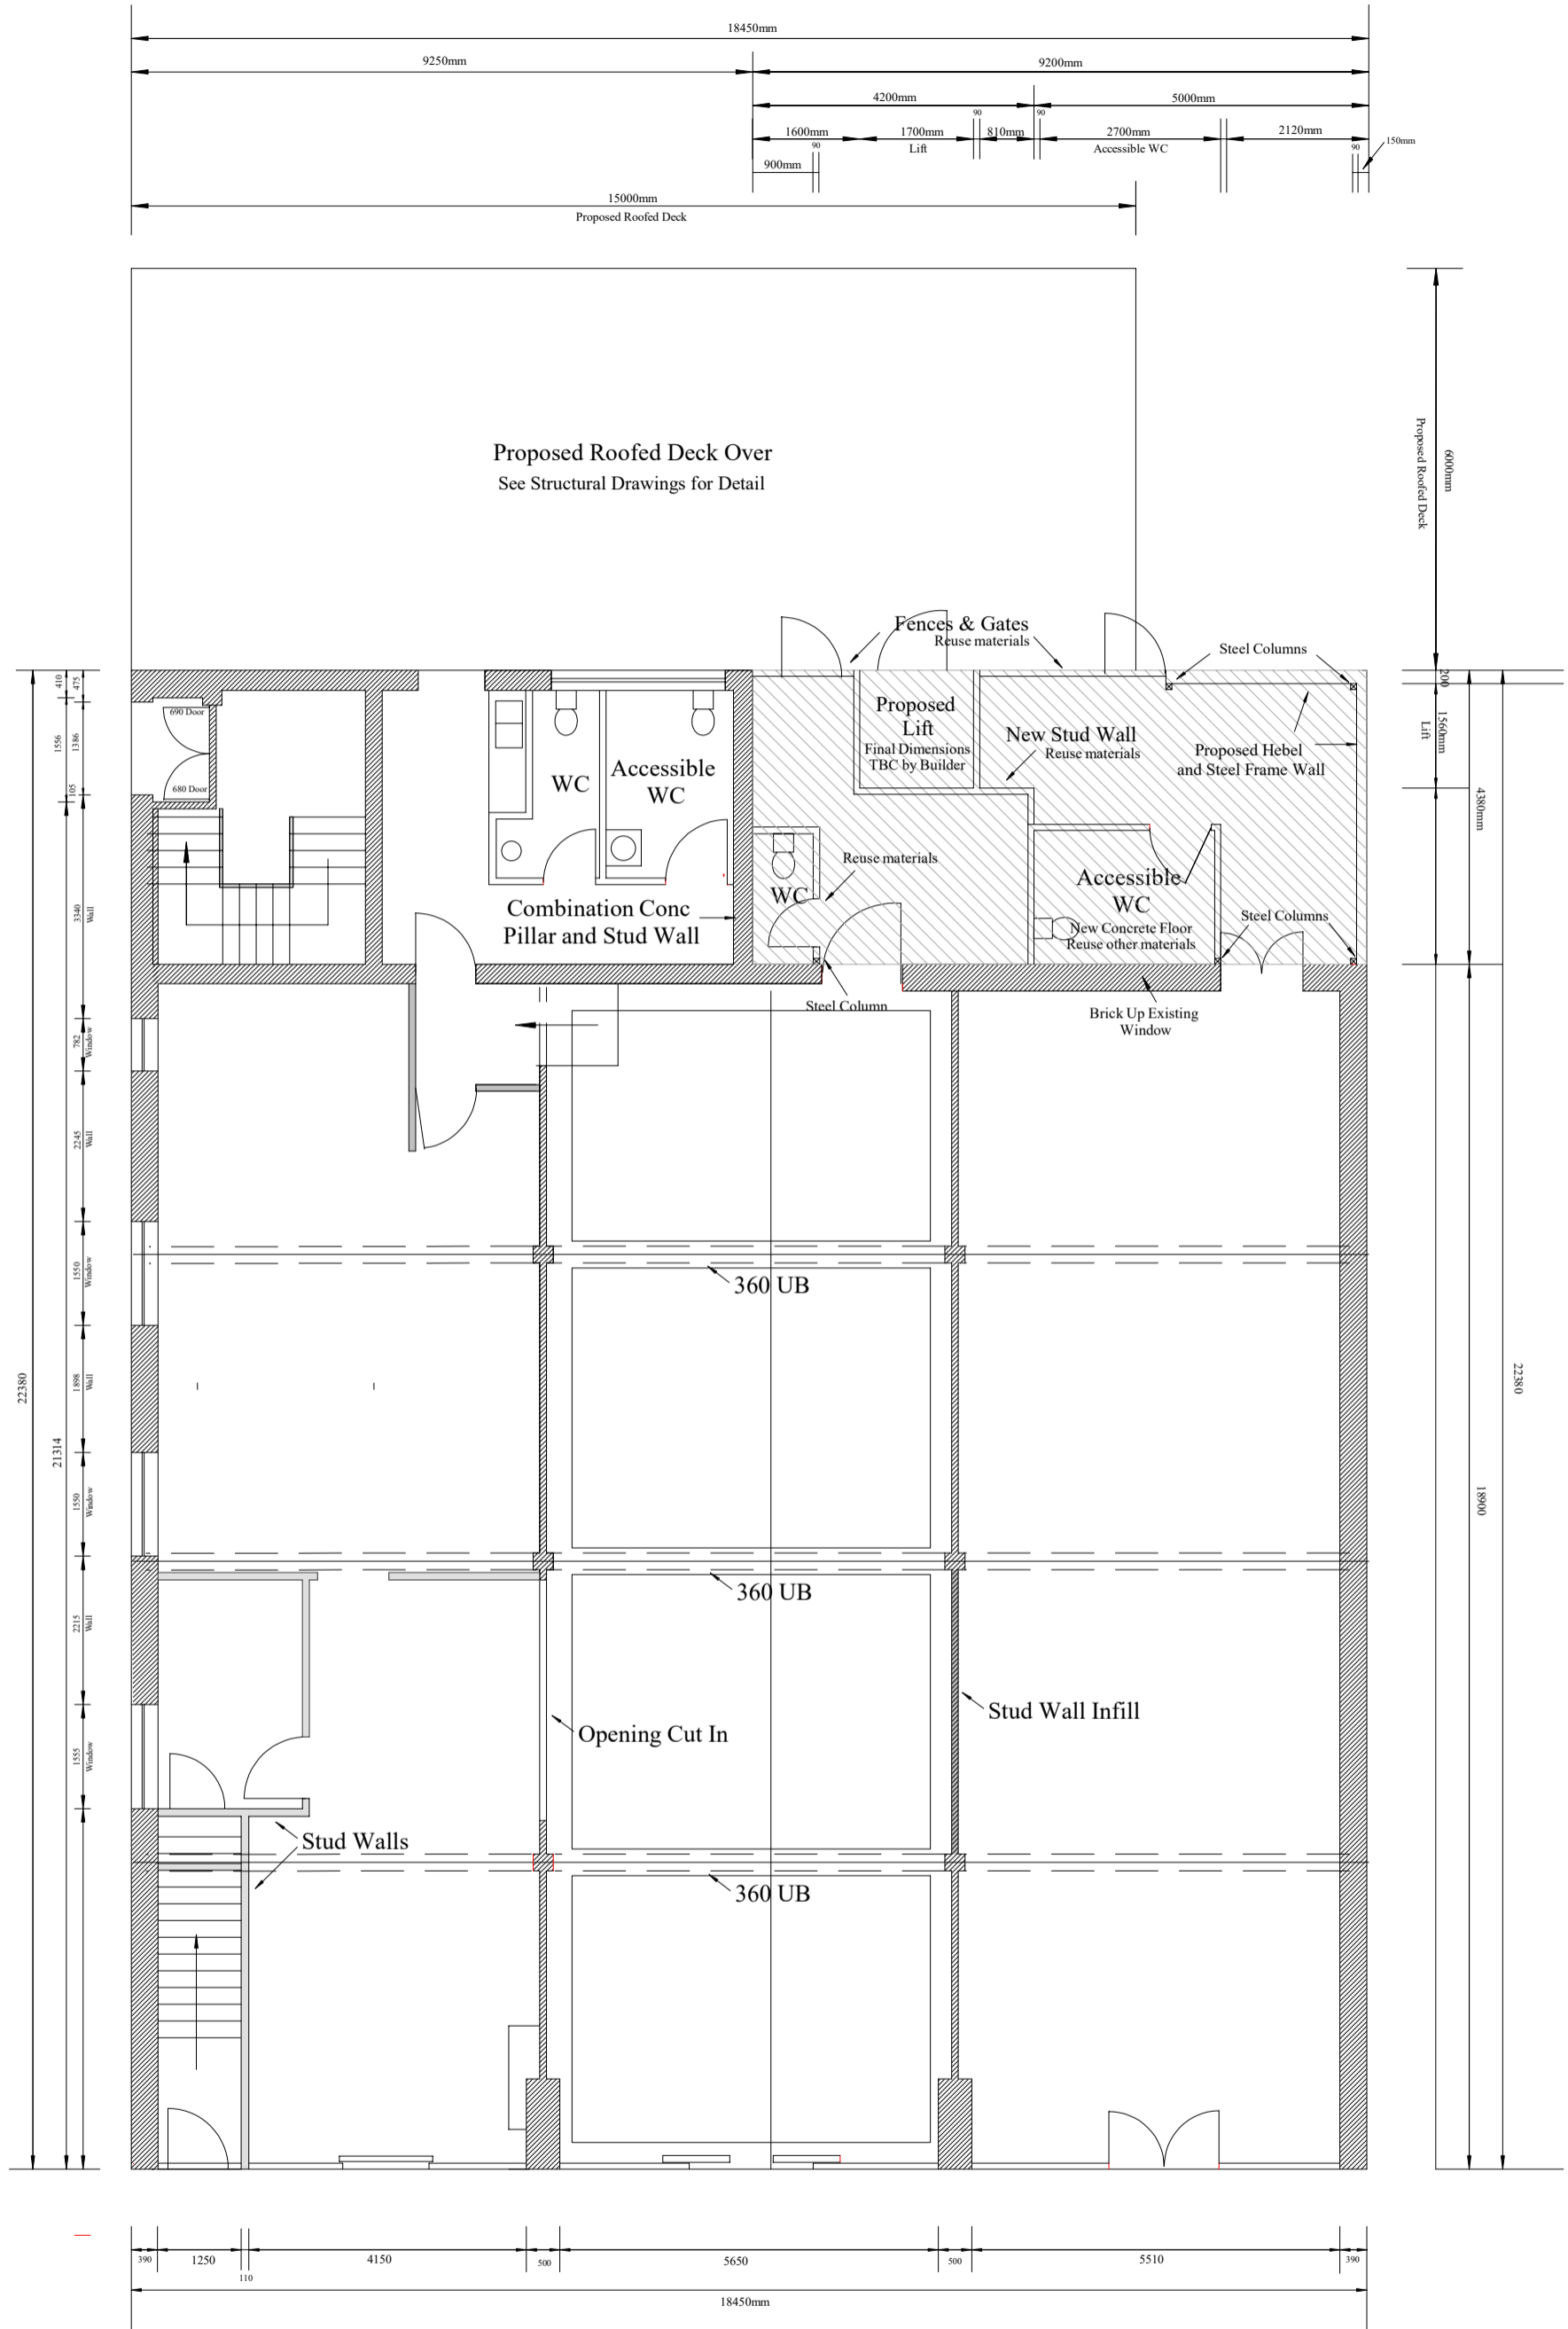 18450mm
9250mm
9200mm
4200mm
5000mm
90
90
1600mm
1700mm
810mm
2700mm
2120mm
Lift
Accessible WC
90
90
150mm
900mm
15000mm
Proposed Roofed Deck
Proposed Roofed Deck Over
See Structural Drawings for Detail
6000mm
Proposed Roofed Deck
Fences & Gates
Reuse materials
Steel Columns
410
475
200
690 Door
Proposed
Lift
Final Dimensions
TBC by Builder
New Stud Wall
Reuse materials
Proposed Hebel
and Steel Frame Wall
1556
1386
1560mm
Lift
WC
Accessible
WC
680 Door
105
4380mm
Reuse materials
WC
Accessible
WC
New Concrete Floor
Reuse other materials
Steel Columns
3340
Wall
Combination Conc
Pillar and Stud Wall
Steel Column
Brick Up Existing
Window
782
Window
2245
Wall
1550
Window
360 UB
1898
Wall
22380
22380
21314
1550
Window
18900
360 UB
2215
Wall
Stud Wall Infill
Opening Cut In
1555
Window
Stud Walls
360 UB
390
1250
110
4150
500
5650
500
5510
390
18450mm